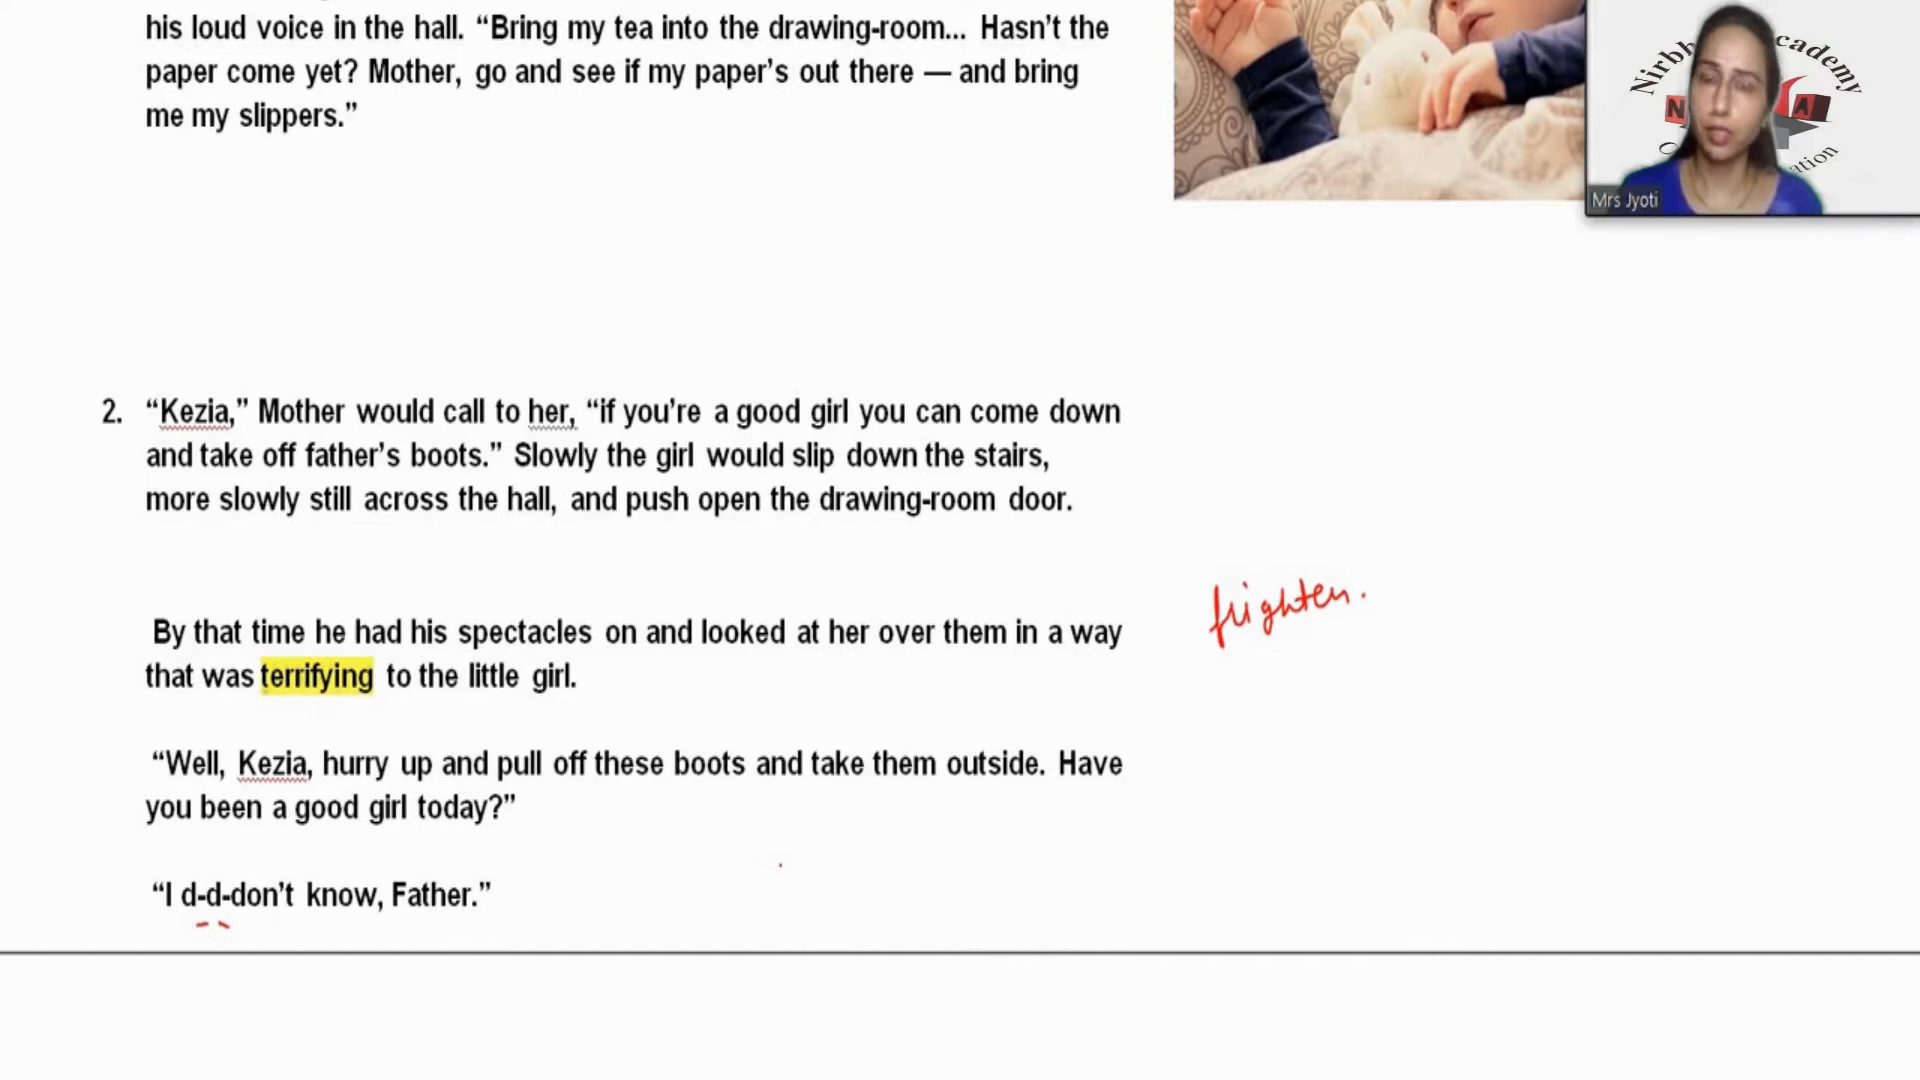 his loud voice in the hall. “Bring my tea into the drawing-room... Hasn’t the
paper come yet? Mother, go and see if my paper’s out there — and bring
me my slippers.”
N A
Mrs Jyoti
2. “Kezia,” Mother would call to her, “if you’re a good girl you can come down
and take off father’s boots.” Slowly the girl would slip down the stairs,
more slowly still across the hall, and push open the drawing-room door.
frighten.
By that time he had his spectacles on and looked at her over them in a way
that was terrifying to the little girl.
“Well, Kezia, hurry up and pull off these boots and take them outside. Have
you been a good girl today?”
“I d-d-don’t know, Father.”